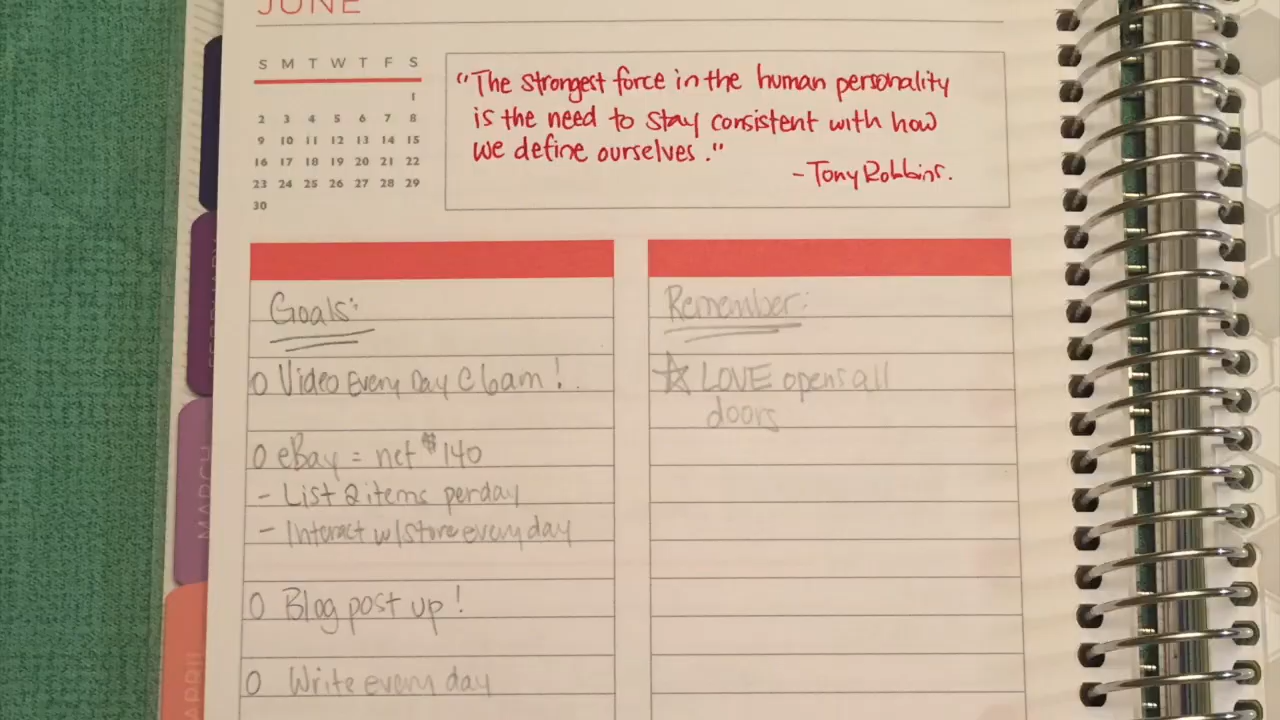 JUNE
S M T W T F S
1
2 3 4 5 6 7 8
9 10 11 12 13 14 15
16 17 18 19 20 21 22
23 24 25 26 27 28 29
30
"The strongest force in the human personality
is the need to stay consistent with how
we define ourselves."
- Tony Robbins.
Goals:
O Video Every Day C 6am!
O eBay = net $140
- List 2 items per day
- Interact w/store every day
O Blog post up!
O Write every day
Remember:
☆ LOVE opens all
doors
FEBRUARY
MARCH
APRIL